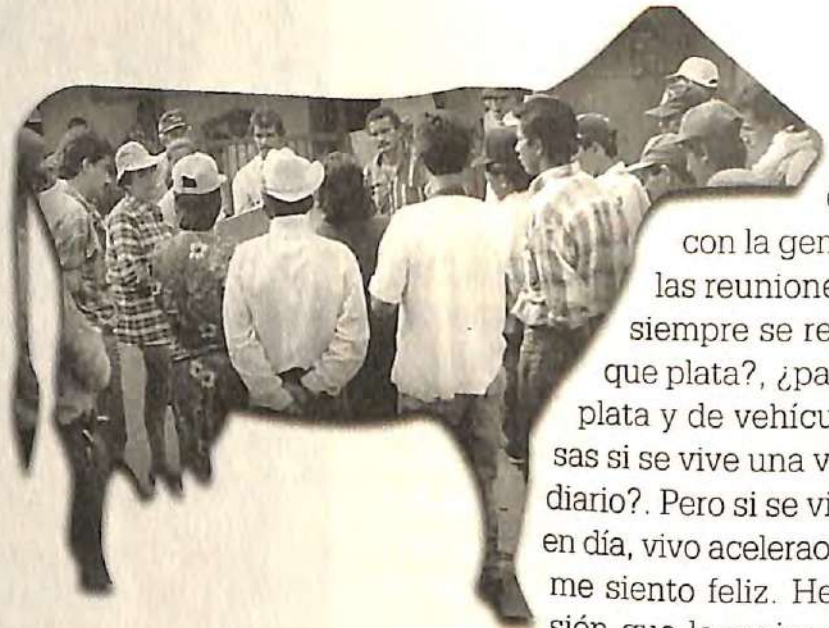 con la gen
las reunione
siempre se re
que plata?, ¿pa
plata y de vehícu
sas si se vive una v
diario?. Pero si se vi
en día, vivo acelerao
me siento feliz. He